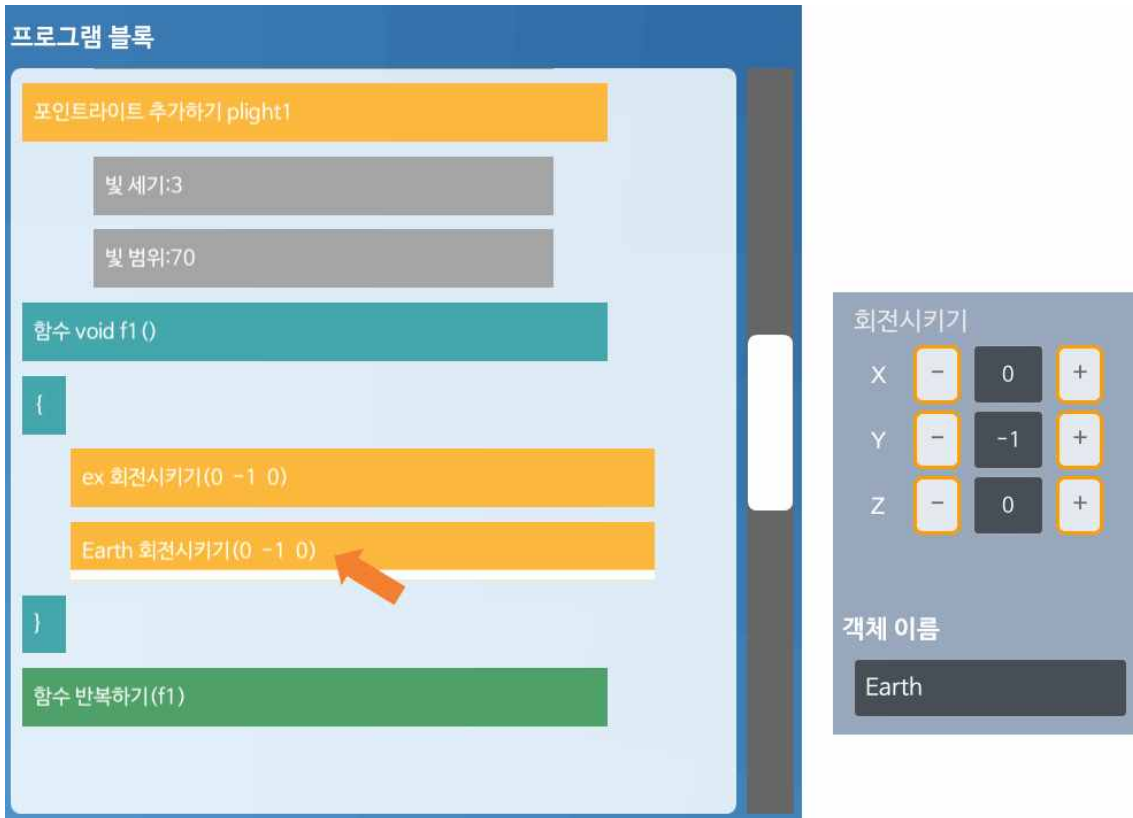 프로그램 블록
포인트라이트 추가하기 plight1
빛 세기:3
빛 범위:70
함수 void f1 ()
{
ex 회전시키기(0 -1 0)
Earth 회전시키기(0 -1 0)
}
함수 반복하기(f1)
회전시키기
X - 0 +
Y - -1 +
Z - 0 +
객체 이름
Earth